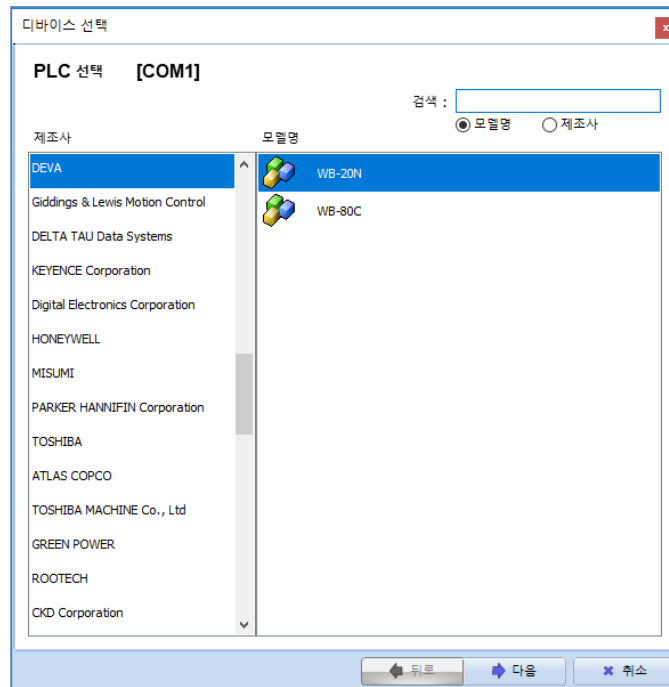 디바이스 선택
x
PLC 선택 [COM1]
검색 :
모델명 제조사
제조사
모델명
DEVA
Giddings & Lewis Motion Control
DELTA TAU Data Systems
KEYENCE Corporation
Digital Electronics Corporation
HONEYWELL
MISUMI
PARKER HANNIFIN Corporation
TOSHIBA
ATLAS COPCO
TOSHIBA MACHINE Co., Ltd
GREEN POWER
ROOTECH
CKD Corporation
WB-20N
WB-80C
뒤로 다음 취소